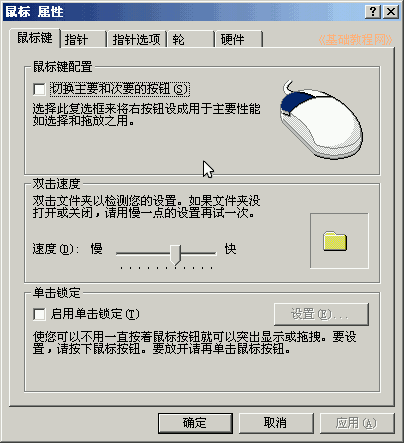 鼠标 属性
鼠标键 指针 指针选项 轮 硬件
(基础教程网)
鼠标键配置
切换主要和次要的按钮(S)
选择此复选框来将右按钮设成用于主要性能
如选择和拖放之用。
双击速度
双击文件夹以检测您的设置。如果文件夹没
打开或关闭，请用慢一点的设置再试一次。
速度(D): 慢 快
单击锁定
启用单击锁定(T) 设置(E)...
使您可以不用一直按着鼠标按钮就可以突出显示或拖拽。要设
置，请按下鼠标按钮。要放开请再单击鼠标按钮。
确定 取消 应用(A)